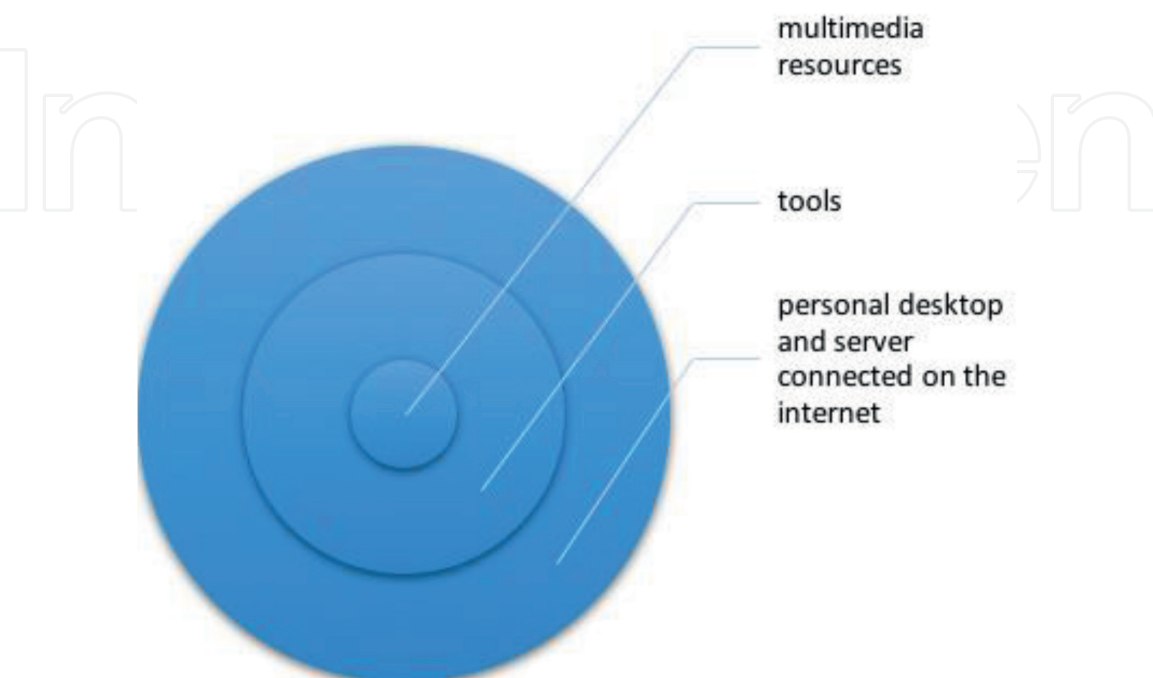 multimedia
resources
tools
personal desktop
and server
connected on the
internet